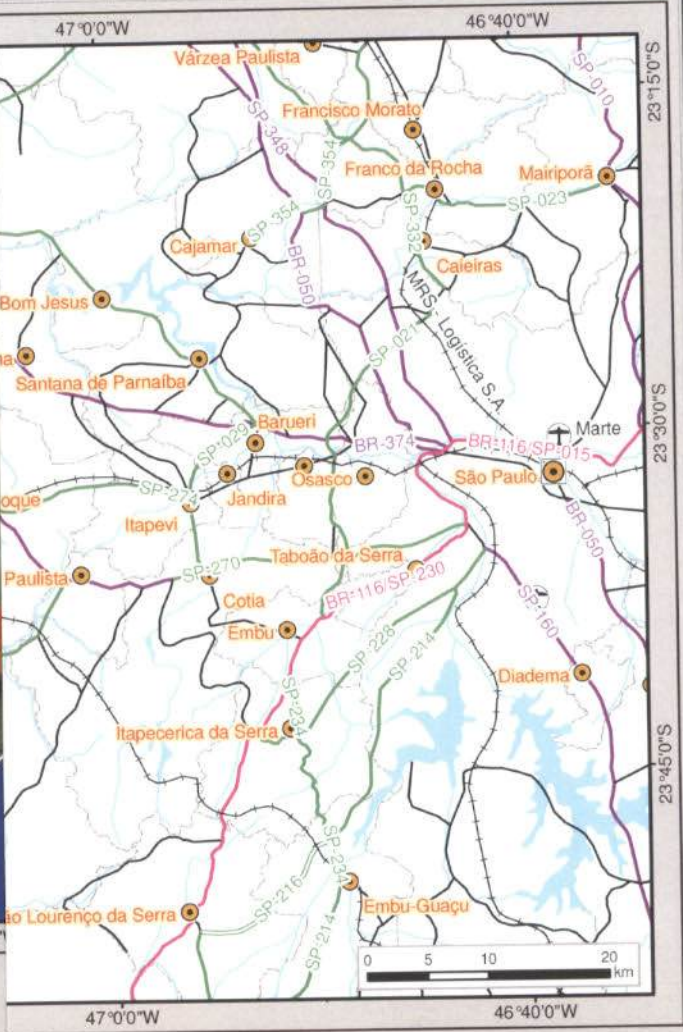 47°0'0"W
46°40'0"W
23°15'0"S
Várzea Paulista
SP-010
Francisco Morato
SP-348
SP-354
Franco da Rocha
Mairiporã
SP-023
SP-354
SP-332
Cajamar
BR-050
Caieiras
MRS - Logística S.A.
Bom Jesus
SP-021
na
Santana de Parnaíba
Barueri
SP-029
BR-374
BR-116/SP-015
Marte
23°30'0"S
Osasco
São Paulo
SP-274
Jandira
oque
Itapevi
BR-050
Taboão da Serra
SP-270
Paulista
BR-116/SP-230
Cotia
SP-160
Embu
SP-228
SP-214
Diadema
SP-234
Itapecerica da Serra
23°45'0"S
SP-234
SP-216
Embu-Guaçu
ão Lourenço da Serra
SP-214
0 5 10 20
km
47°0'0"W
46°40'0"W